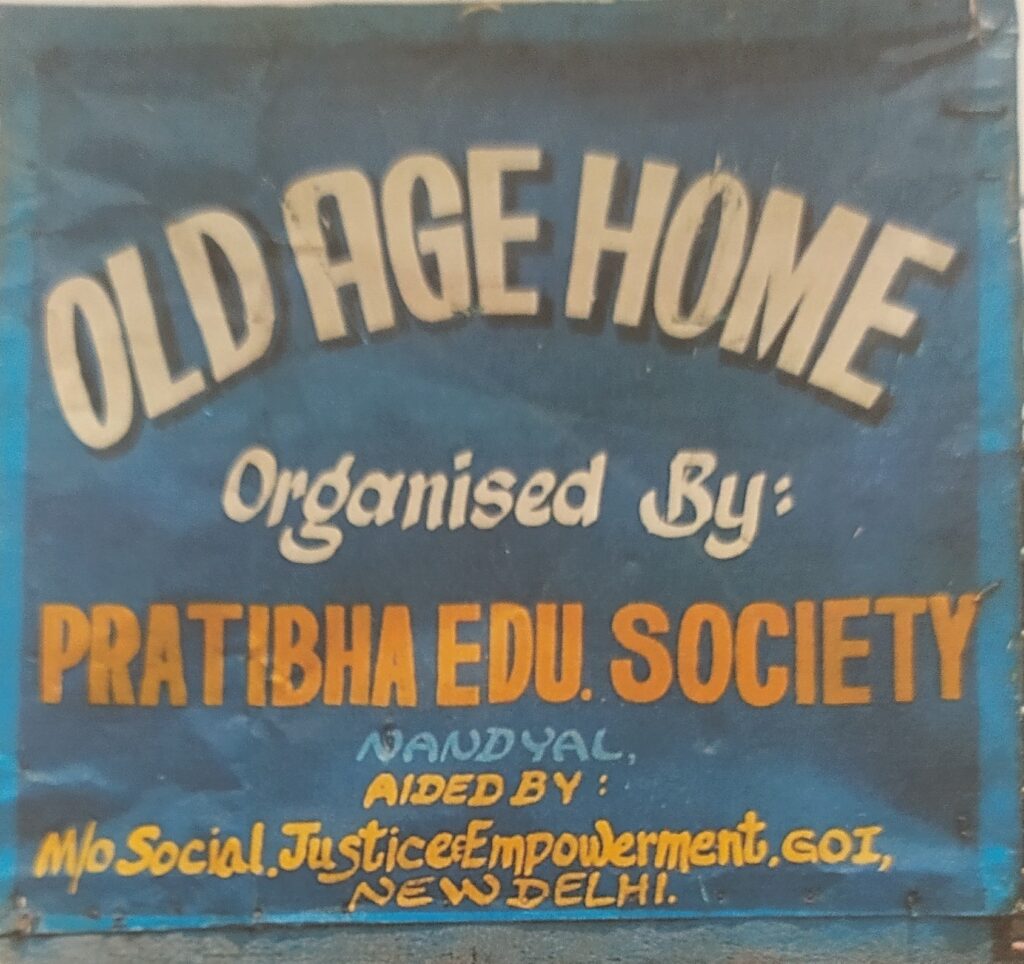 OLD AGE HOME
Organised By:
PRATIBHA EDU. SOCIETY
NANDYAL,
AIDED BY :
M/o Social. Justice & Empowerment. GOI,
NEW DELHI.